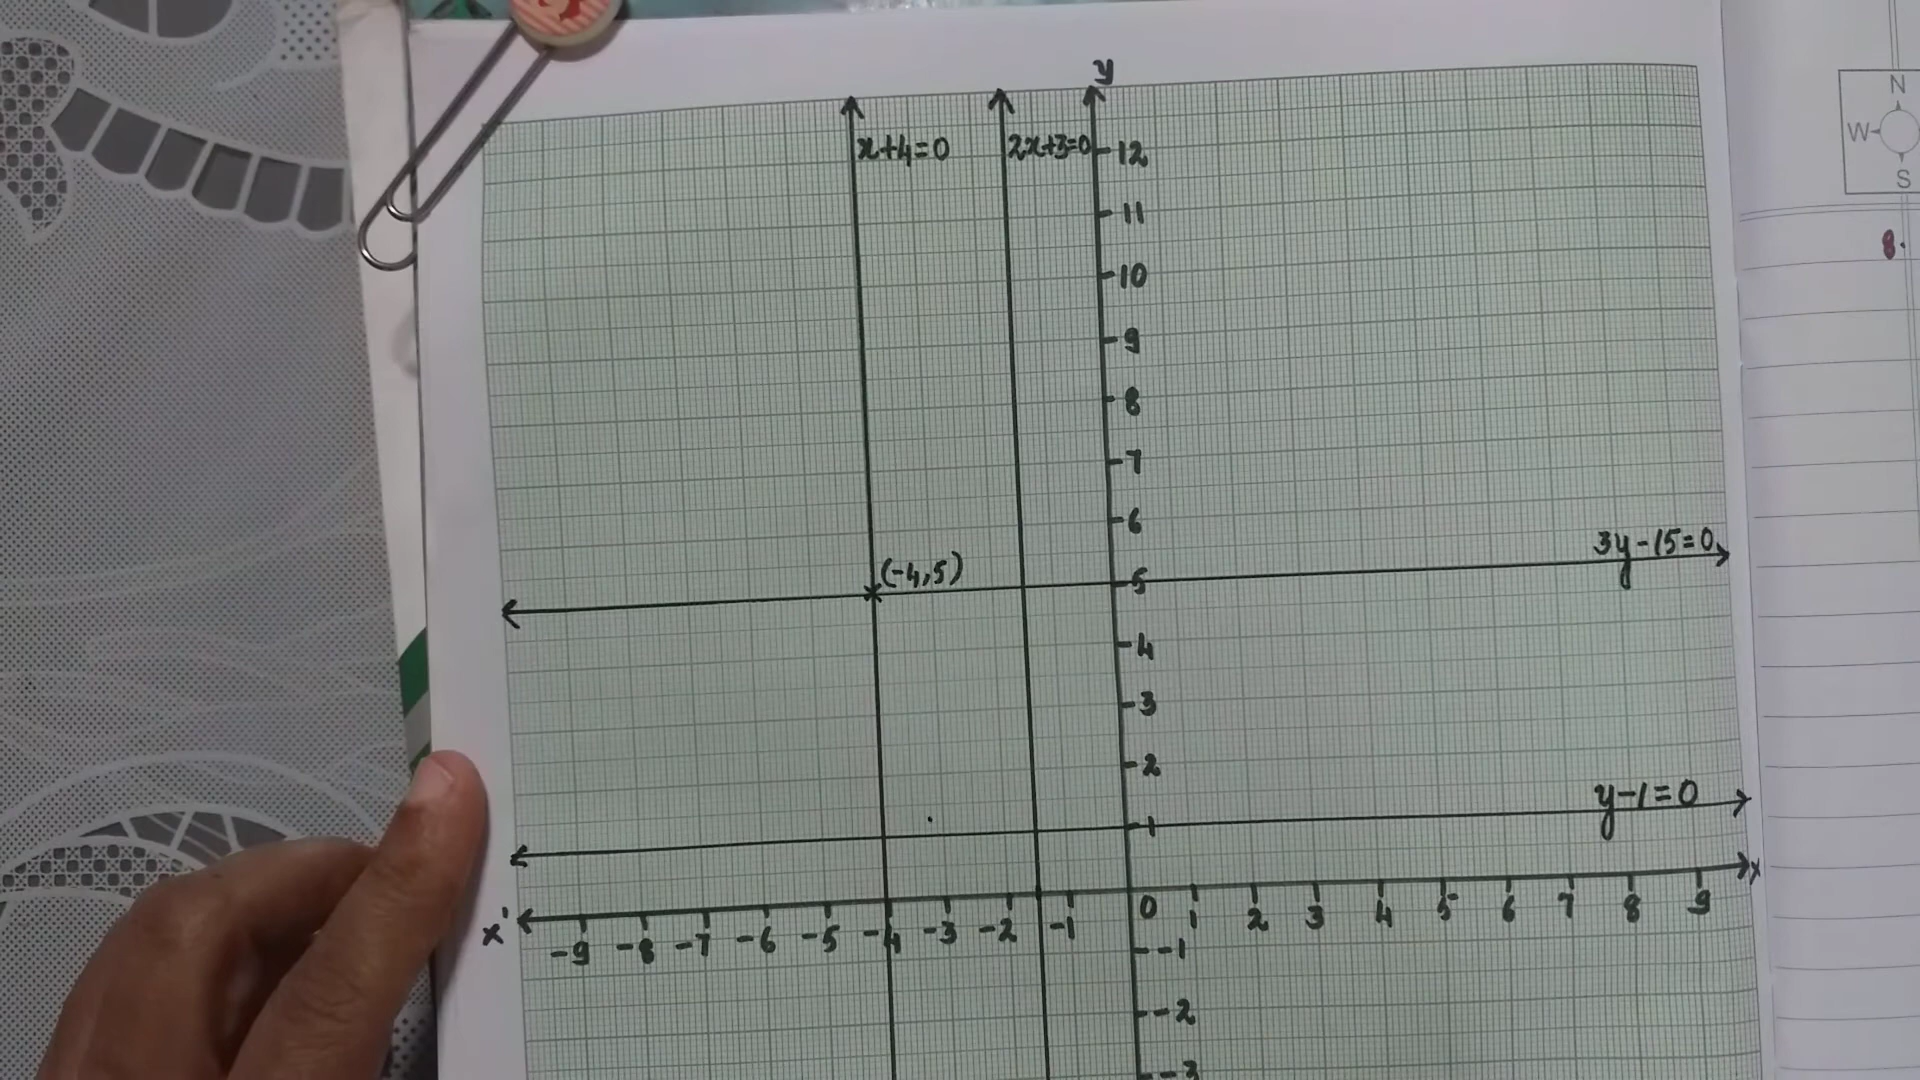 y
N
W
S
x+4=0
2x+3=0
12
11
8.
10
9
8
7
6
3y-15=0
(-4,5)
5
4
3
2
y-1=0
1
x
x'
-9 -8 -7 -6 -5 -4 -3 -2 -1 0 1 2 3 4 5 6 7 8 9
-1
-2
-3